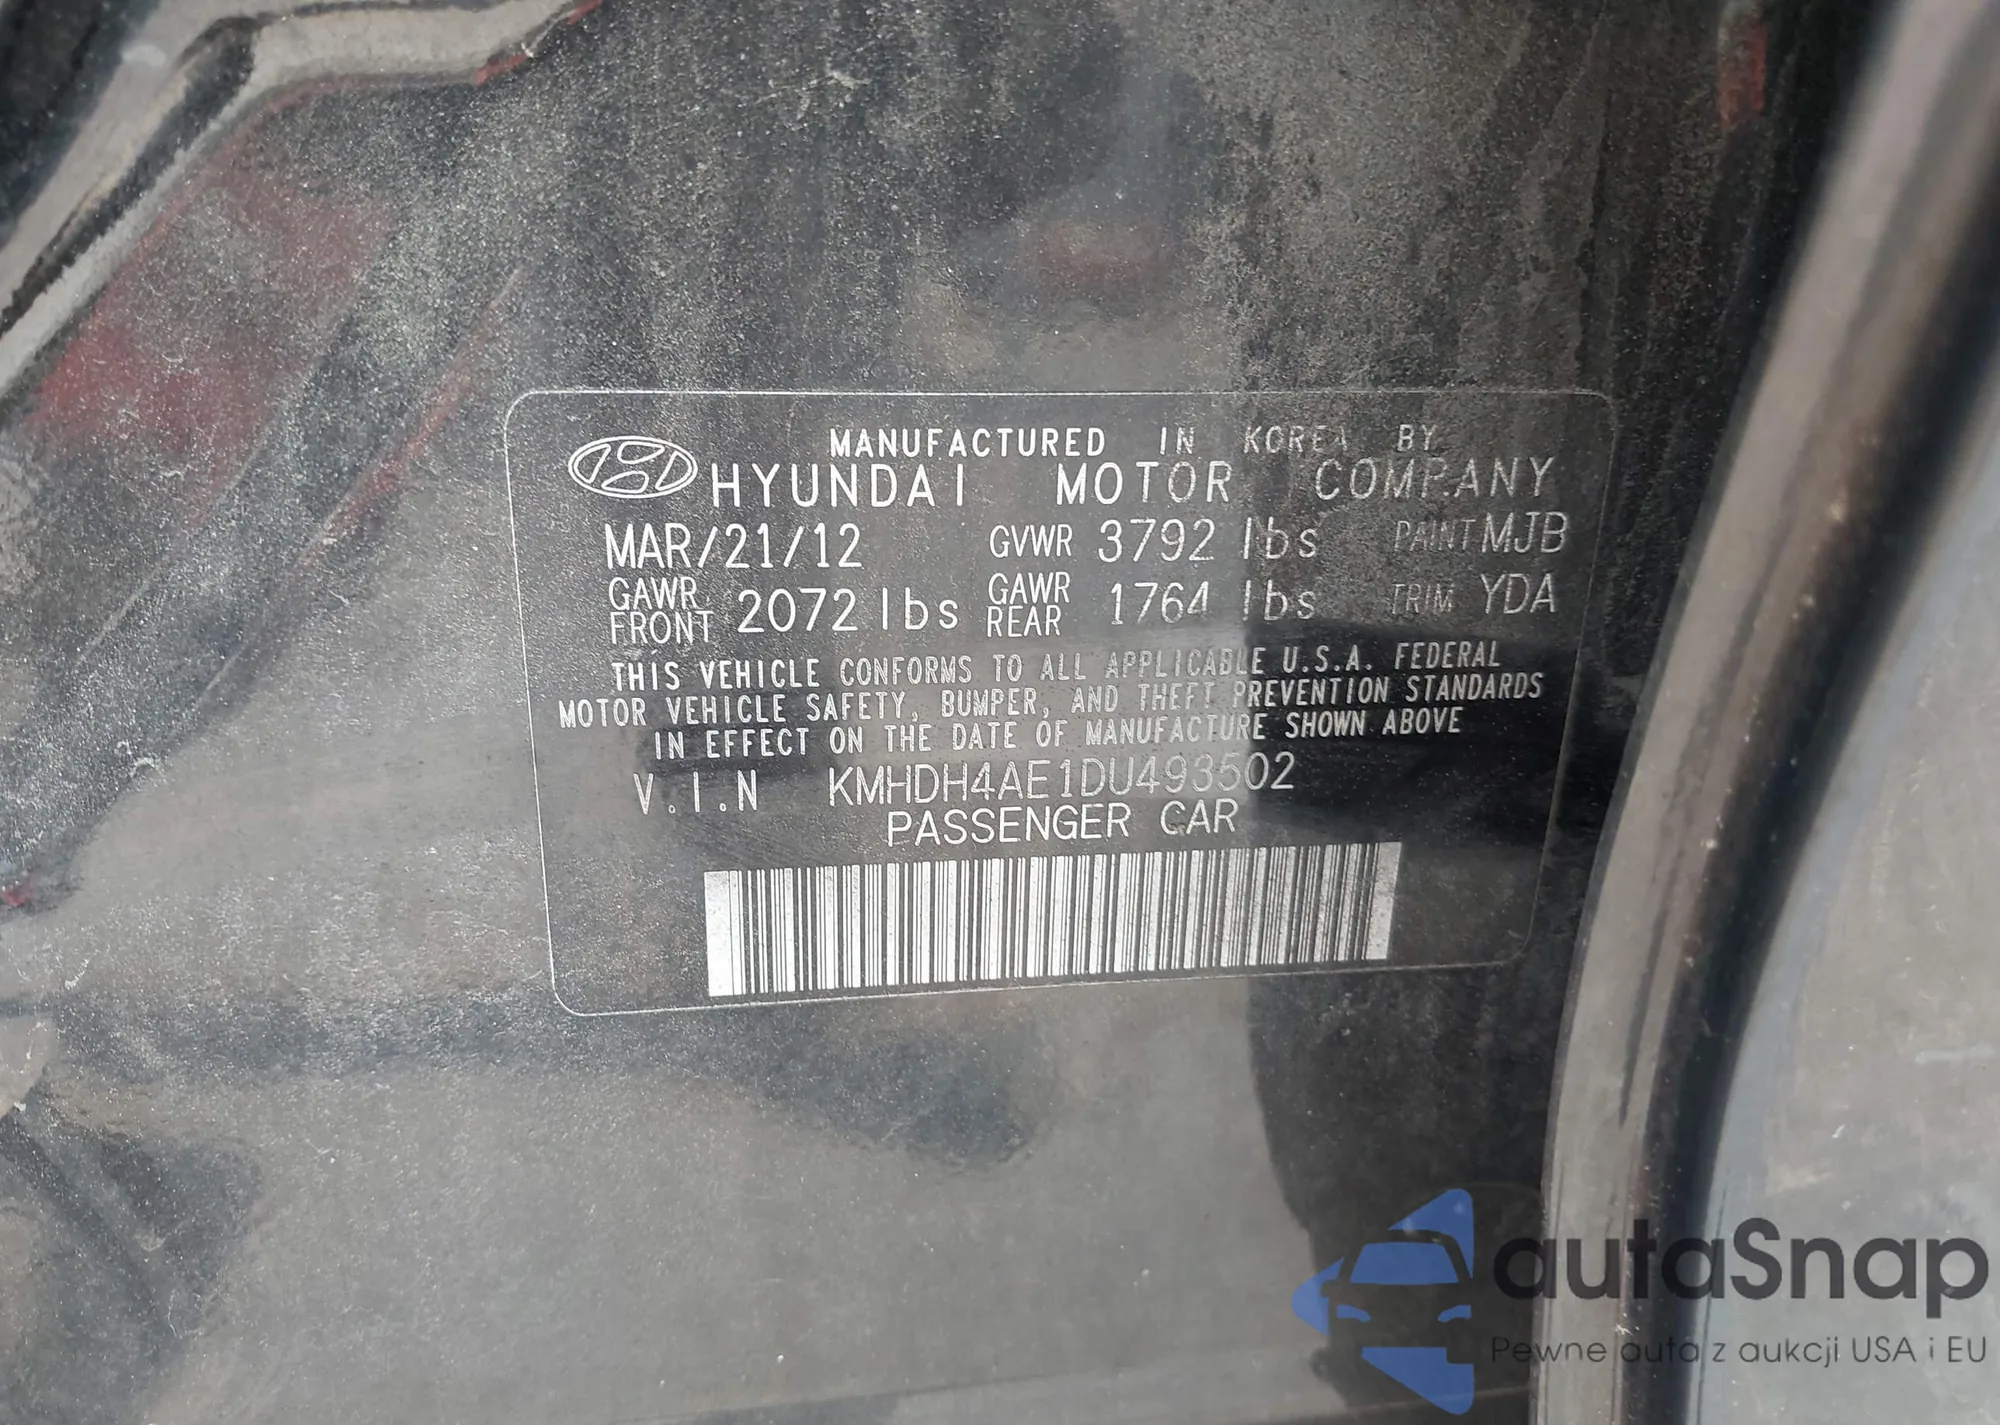 MANUFACTURED IN KOREA BY
HYUNDAI MOTOR COMPANY
MAR/21/12 GVWR 3792 lbs PAINT MJB
GAWR FRONT 2072 lbs GAWR REAR 1764 lbs TRIM YDA
THIS VEHICLE CONFORMS TO ALL APPLICABLE U.S.A. FEDERAL
MOTOR VEHICLE SAFETY, BUMPER, AND THEFT PREVENTION STANDARDS
IN EFFECT ON THE DATE OF MANUFACTURE SHOWN ABOVE
V.I.N KMHDH4AE1DU493502
PASSENGER CAR
autaSnap
Pewne auta z aukcji USA i EU